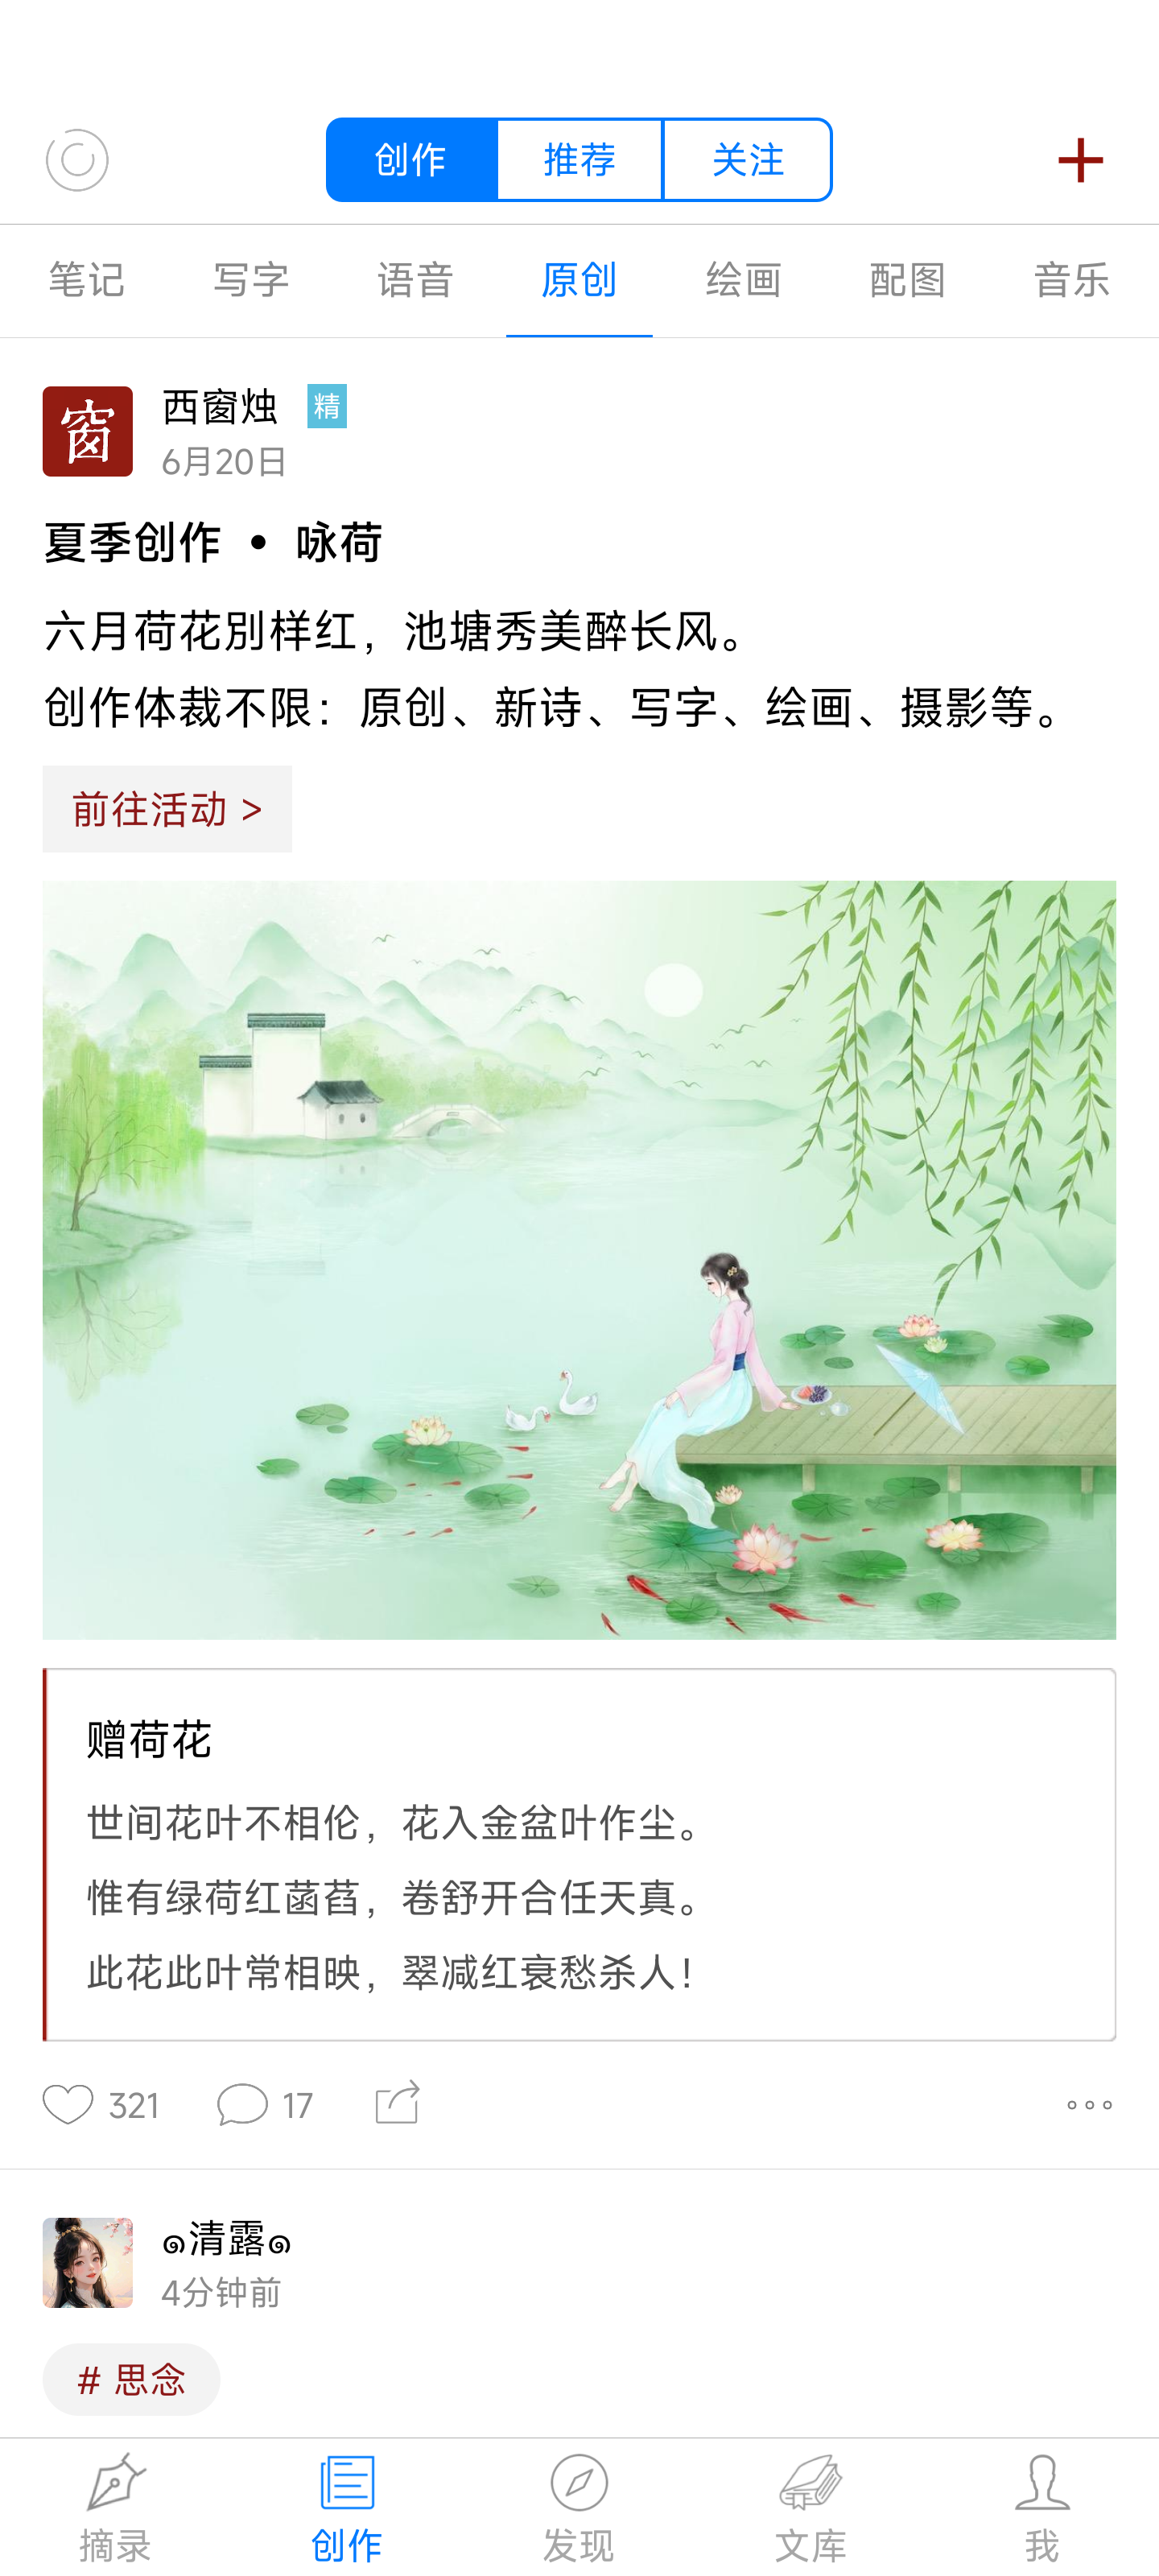 创作 推荐 关注
笔记 写字 语音 原创 绘画 配图 音乐
窗
西窗烛 精
6月20日
夏季创作 • 咏荷
六月荷花别样红，池塘秀美醉长风。
创作体裁不限：原创、新诗、写字、绘画、摄影等。
前往活动 >
赠荷花
世间花叶不相伦，花入金盆叶作尘。
惟有绿荷红菡萏，卷舒开合任天真。
此花此叶常相映，翠减红衰愁杀人！
321 17
๑清露๑
4分钟前
# 思念
摘录 创作 发现 文库 我